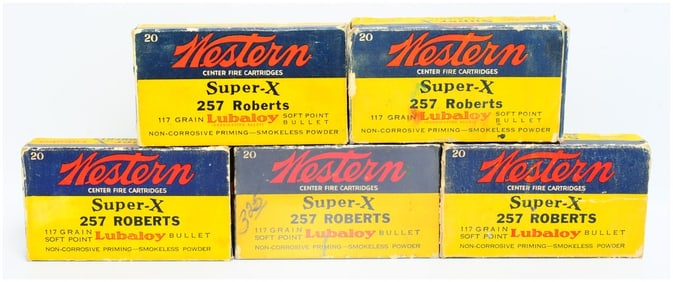 20
Western
CENTER FIRE CARTRIDGES
Super-X
257 Roberts
117 GRAIN Lubaloy SOFT POINT BULLET
NON-CORROSIVE PRIMING—SMOKELESS POWDER
20
Western
CENTER FIRE CARTRIDGES
Super-X
257 Roberts
117 GRAIN Lubaloy SOFT POINT BULLET
NON-CORROSIVE PRIMING—SMOKELESS POWDER
20
Western
CENTER FIRE CARTRIDGES
Super-X
257 ROBERTS
117 GRAIN SOFT POINT Lubaloy BULLET
NON-CORROSIVE PRIMING—SMOKELESS POWDER
20
Western
CENTER FIRE CARTRIDGES
Super-X
257 ROBERTS
117 GRAIN SOFT POINT Lubaloy BULLET
NON-CORROSIVE PRIMING—SMOKELESS POWDER
20
Western
CENTER FIRE CARTRIDGES
Super-X
257 ROBERTS
117 GRAIN SOFT POINT Lubaloy BULLET
NON-CORROSIVE PRIMING—SMOKELESS POWDER